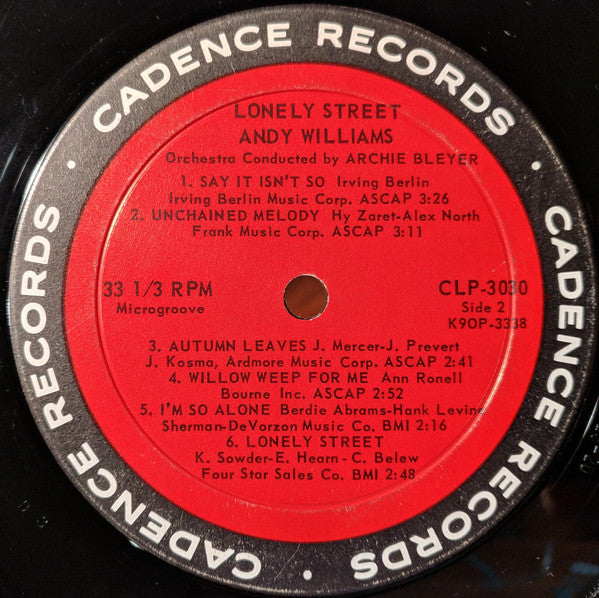 CADENCE RECORDS · CADENCE RECORDS · CADENCE RECORDS ·
LONELY STREET
ANDY WILLIAMS
Orchestra Conducted by ARCHIE BLEYER
1. SAY IT ISN'T SO Irving Berlin
Irving Berlin Music Corp. ASCAP 3:26
2. UNCHAINED MELODY Hy Zaret-Alex North
Frank Music Corp. ASCAP 3:11
33 1/3 RPM
Microgroove
CLP-3030
Side 2
K9OP-3338
3. AUTUMN LEAVES J. Mercer-J. Prevert
J. Kosma, Ardmore Music Corp. ASCAP 2:41
4. WILLOW WEEP FOR ME Ann Ronell
Bourne Inc. ASCAP 2:52
5. I'M SO ALONE Berdie Abrams-Hank Levine
Sherman-DeVorzon Music Co. BMI 2:16
6. LONELY STREET
K. Sowder-E. Hearn-C. Belew
Four Star Sales Co. BMI 2:48